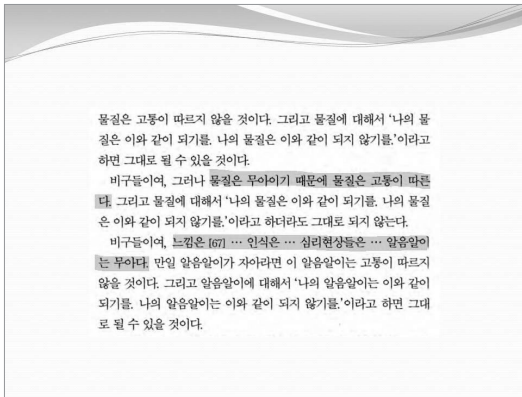 물질은 고통이 따르지 않을 것이다. 그리고 물질에 대해서 ‘나의 물
질은 이와 같이 되기를. 나의 물질은 이와 같이 되지 않기를.’이라고
하면 그대로 될 수 있을 것이다.
비구들이여, 그러나 물질은 무아이기 때문에 물질은 고통이 따른
다. 그리고 물질에 대해서 ‘나의 물질은 이와 같이 되기를. 나의 물질
은 이와 같이 되지 않기를.’이라고 하더라도 그대로 되지 않는다.
비구들이여, 느낌은 [67] … 인식은 … 심리현상들은 … 알음알이
는 무아다. 만일 알음알이가 자아라면 이 알음알이는 고통이 따르지
않을 것이다. 그리고 알음알이에 대해서 ‘나의 알음알이는 이와 같이
되기를. 나의 알음알이는 이와 같이 되지 않기를.’이라고 하면 그대
로 될 수 있을 것이다.